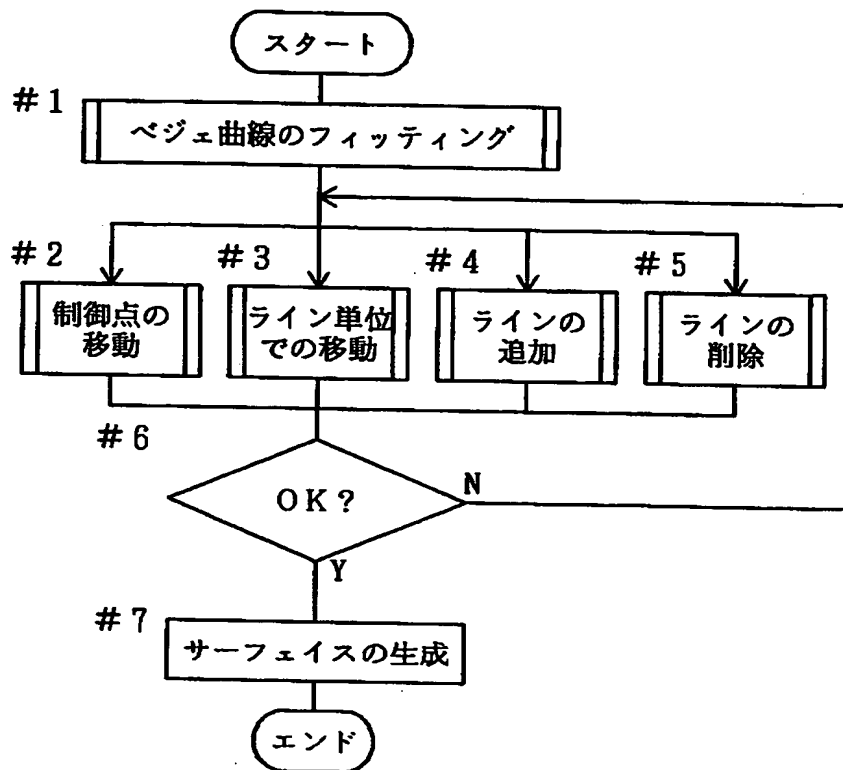 スタート
#1
ベジェ曲線のフィッティング
#2
制御点の
移動
#3
ライン単位
での移動
#4
ラインの
追加
#5
ラインの
削除
#6
OK?
N
Y
#7
サーフェイスの生成
エンド